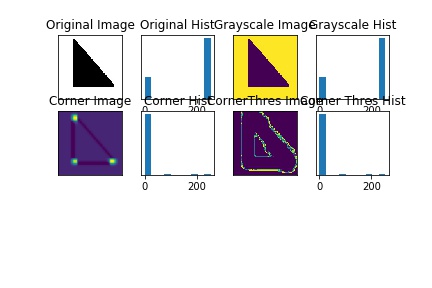 Original Image Original Hist Grayscale Image Grayscale Hist
0 200 0 200
Corner Image Corner Hist CornerThres Image Corner Thres Hist
0 200 0 200